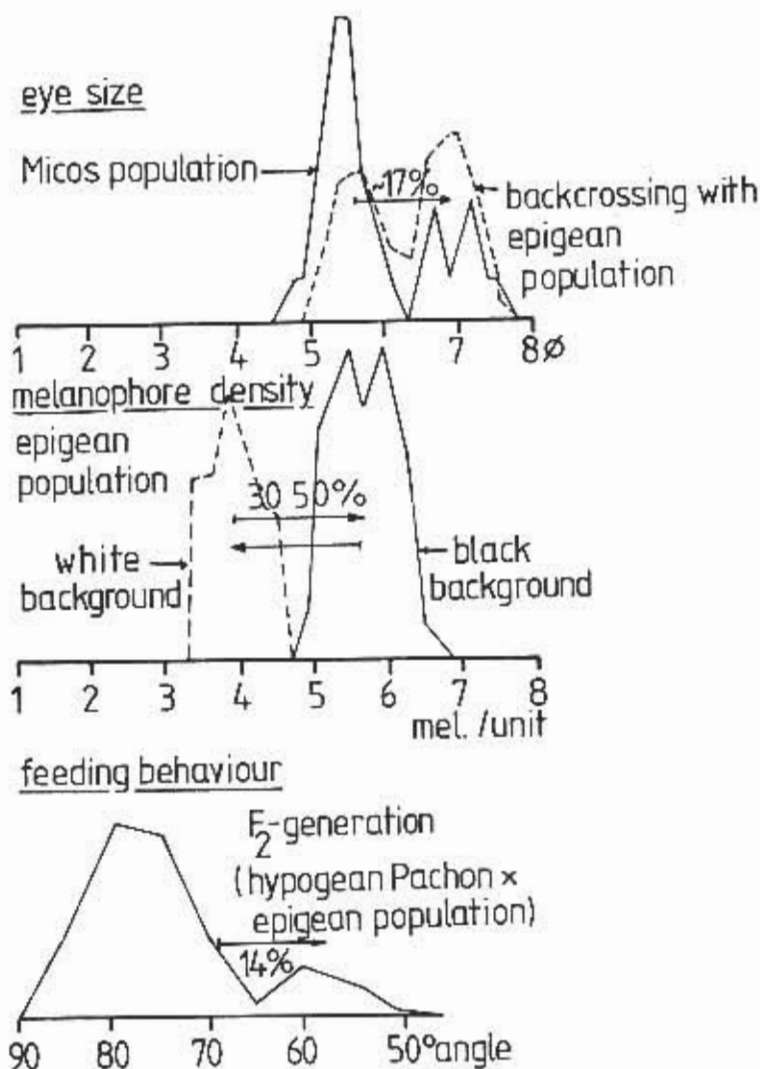 eye size
Micos population
~17%
backcrossing with
epigean
population
1 2 3 4 5 6 7 8 ø
melanophore density
epigean
population
30 50%
white
background
black
background
1 2 3 4 5 6 7 8
mel. /unit
feeding behaviour
F2-generation
(hypogean Pachon ×
epigean population)
14%
90 80 70 60 50°angle